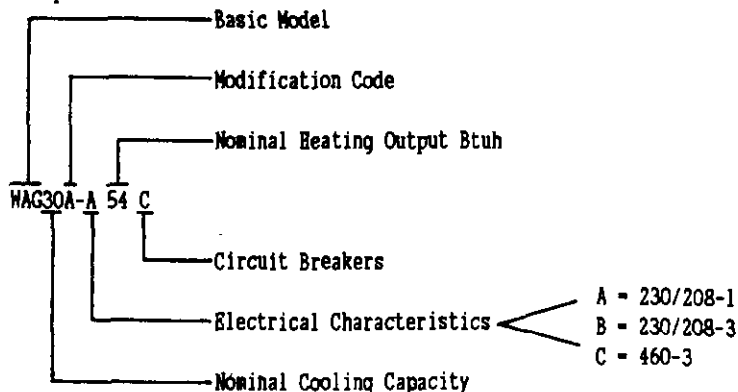 Basic Model
Modification Code
Nominal Heating Output Btuh
WAG30A-A 54 C
Circuit Breakers
Electrical Characteristics
A = 230/208-1
B = 230/208-3
C = 460-3
Nominal Cooling Capacity